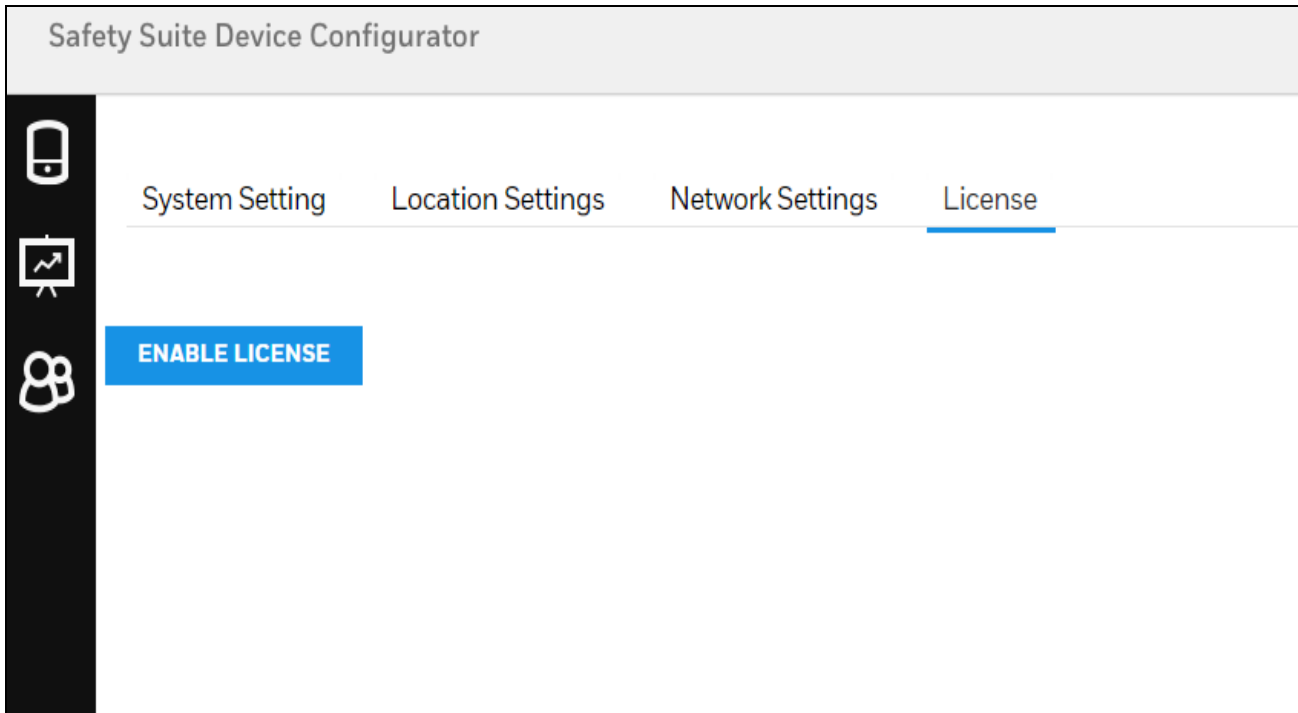 Safety Suite Device Configurator
System Setting Location Settings Network Settings License
ENABLE LICENSE